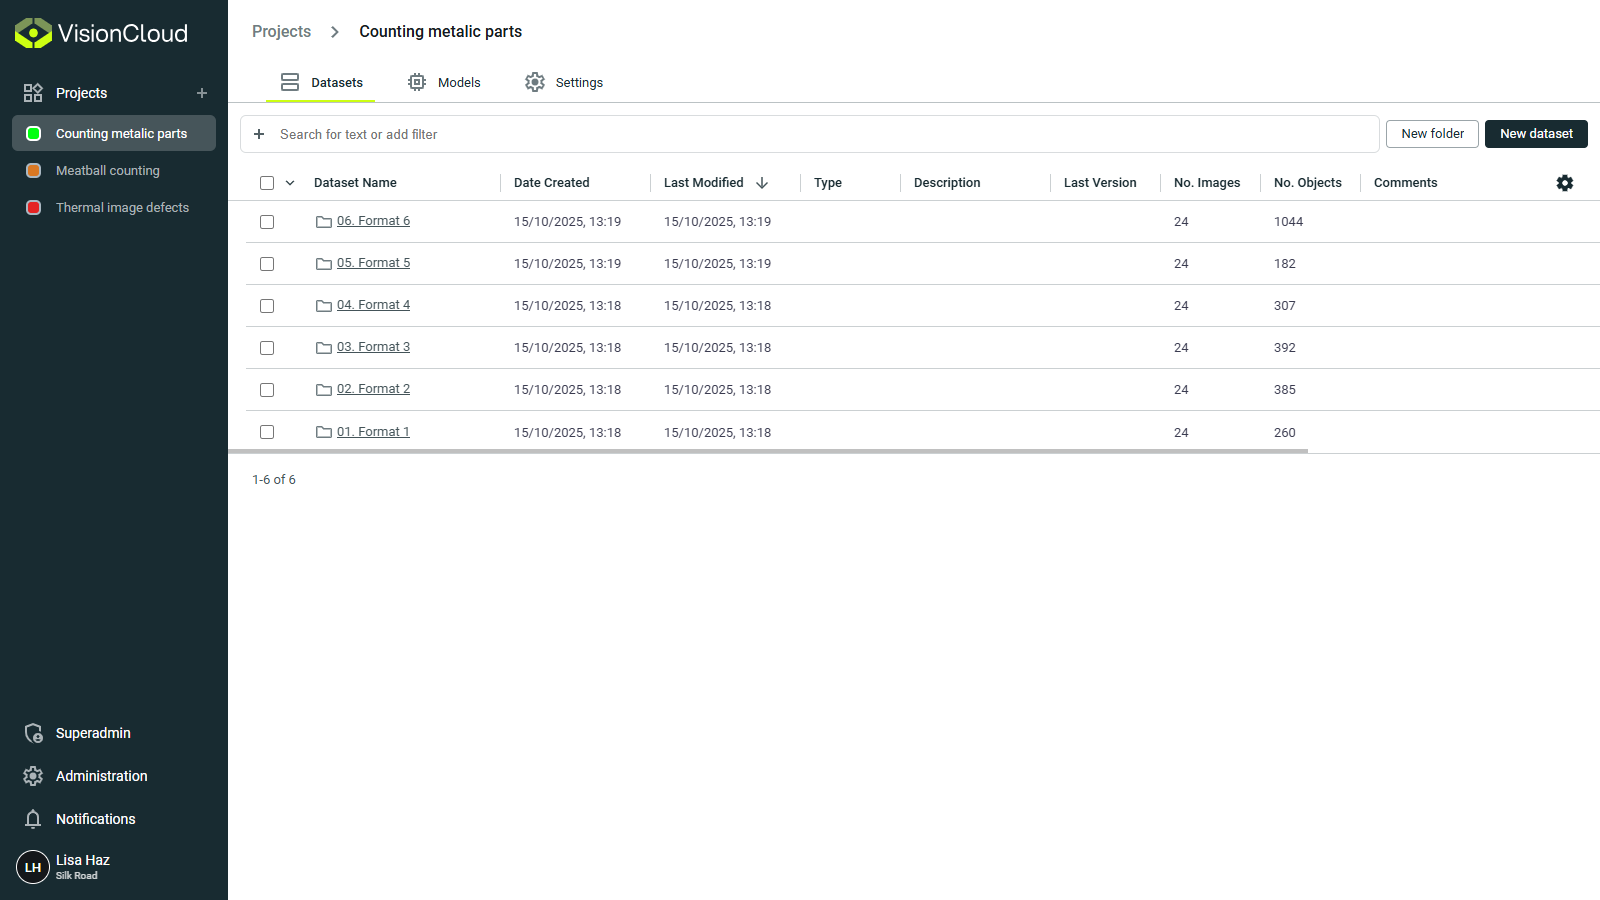 VisionCloud
Projects
Counting metalic parts
Meatball counting
Thermal image defects
Superadmin
Administration
Notifications
LH
Lisa Haz
Silk Road
Projects > Counting metalic parts
Datasets Models Settings
+ Search for text or add filter New folder New dataset
Dataset Name Date Created Last Modified Type Description Last Version No. Images No. Objects Comments
06. Format 6 15/10/2025, 13:19 15/10/2025, 13:19 24 1044
05. Format 5 15/10/2025, 13:19 15/10/2025, 13:19 24 182
04. Format 4 15/10/2025, 13:18 15/10/2025, 13:18 24 307
03. Format 3 15/10/2025, 13:18 15/10/2025, 13:18 24 392
02. Format 2 15/10/2025, 13:18 15/10/2025, 13:18 24 385
01. Format 1 15/10/2025, 13:18 15/10/2025, 13:18 24 260
1-6 of 6